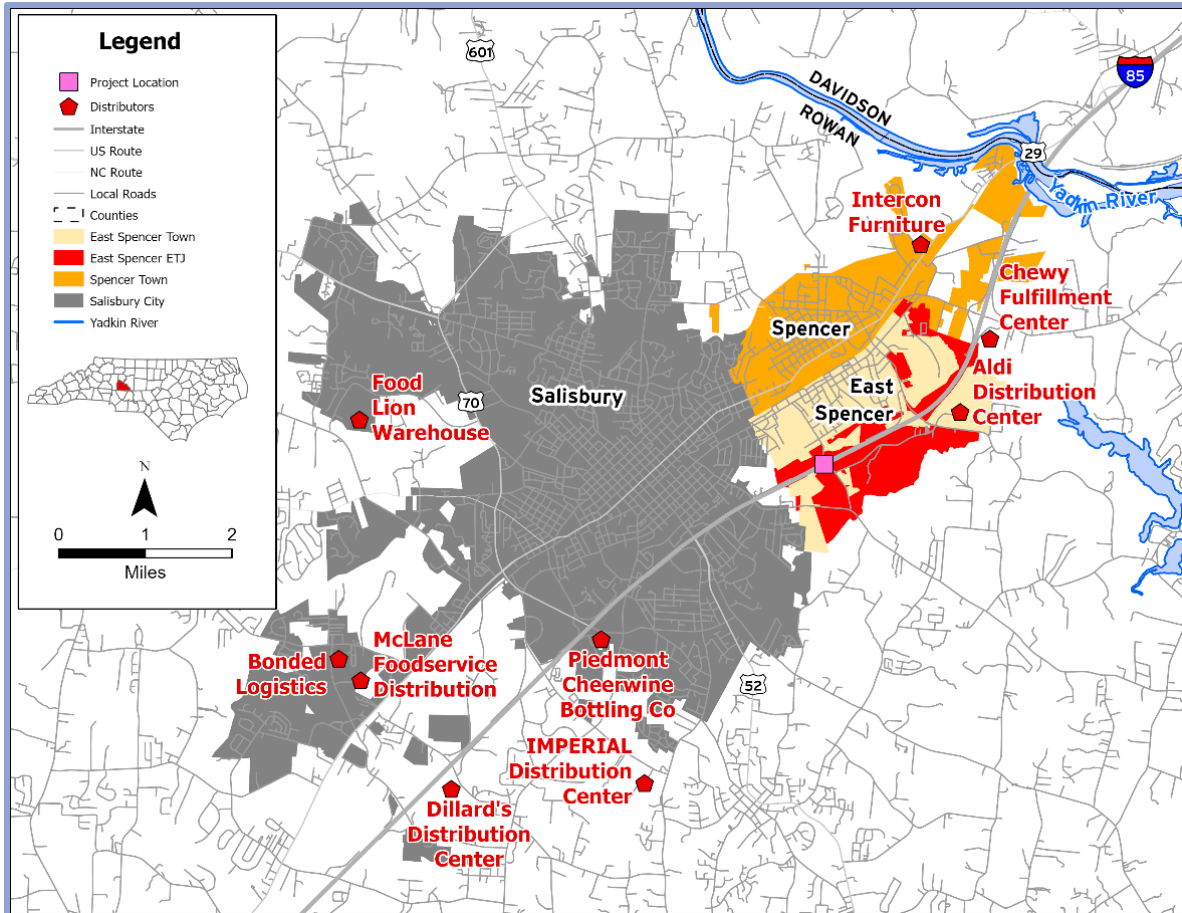 Legend
Project Location
Distributors
Interstate
US Route
NC Route
Local Roads
Counties
East Spencer Town
East Spencer ETJ
Spencer Town
Salisbury City
Yadkin River
N
0 1 2
Miles
601
85
DAVIDSON
ROWAN
29
Yadkin River
Intercon
Furniture
Chewy
Fulfillment
Center
Spencer
Aldi
Distribution
Center
East
Spencer
Salisbury
Food
Lion
Warehouse
70
Bonded
Logistics
McLane
Foodservice
Distribution
Piedmont
Cheerwine
Bottling Co
52
IMPERIAL
Distribution
Center
Dillard's
Distribution
Center